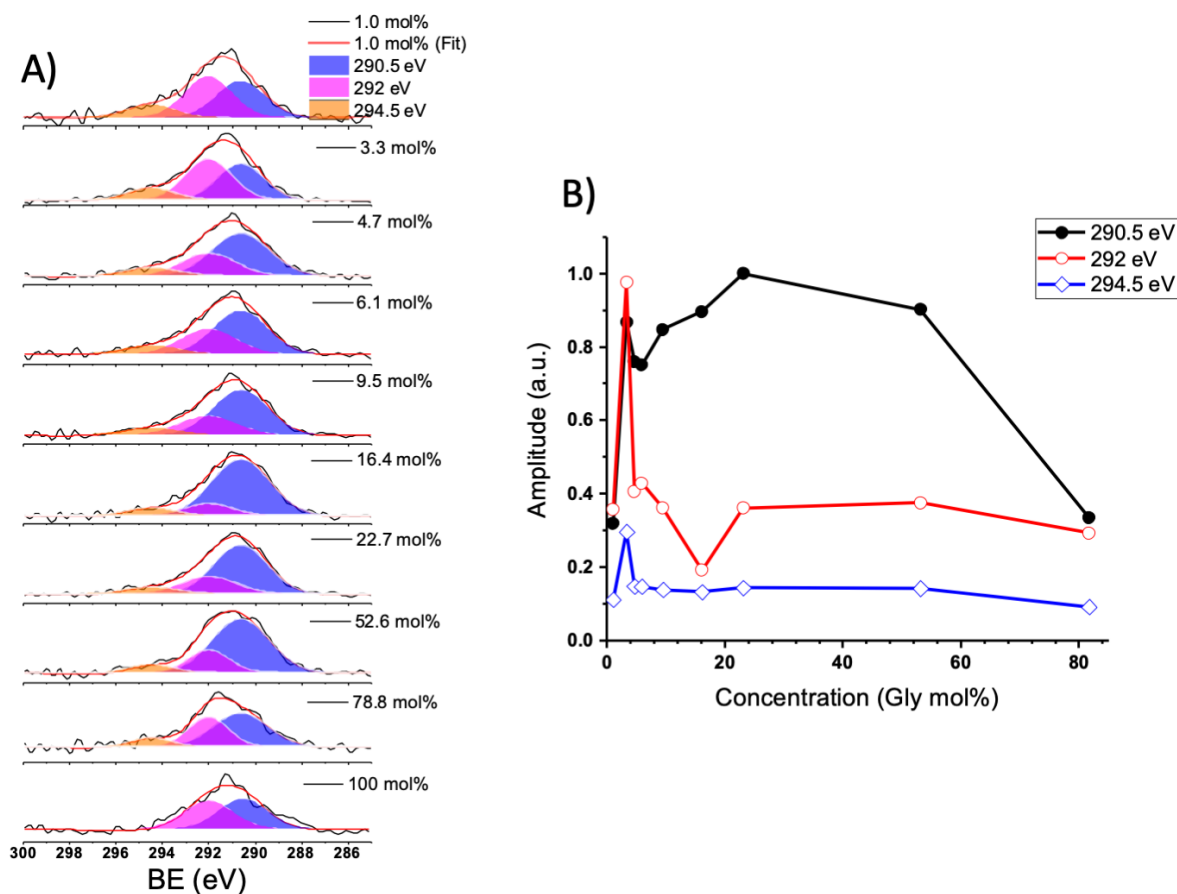 A)
1.0 mol%
1.0 mol% (Fit)
290.5 eV
292 eV
294.5 eV
3.3 mol%
4.7 mol%
6.1 mol%
9.5 mol%
16.4 mol%
22.7 mol%
52.6 mol%
78.8 mol%
100 mol%
300 298 296 294 292 290 288 286
BE (eV)
B)
290.5 eV
292 eV
294.5 eV
1.0
0.8
0.6
0.4
0.2
0.0
Amplitude (a.u.)
0 20 40 60 80
Concentration (Gly mol%)